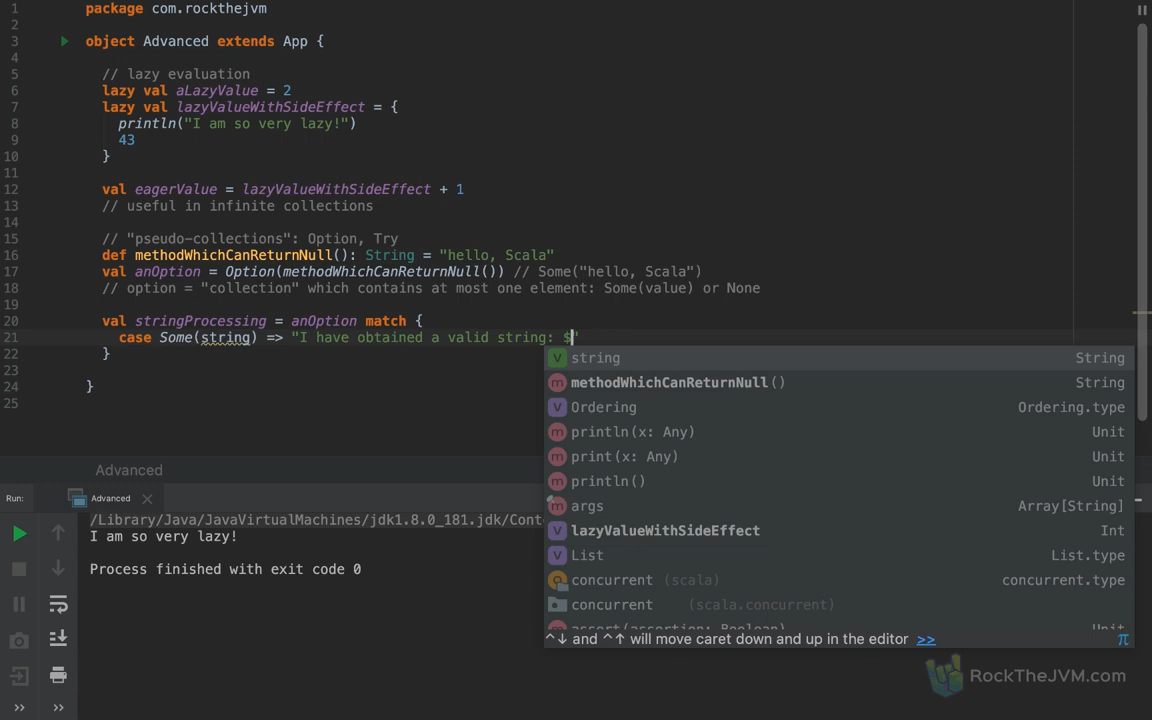 1 package com.rockthejvm
2
3 object Advanced extends App {
4
5 // lazy evaluation
6 lazy val aLazyValue = 2
7 lazy val lazyValueWithSideEffect = {
8 println("I am so very lazy!")
9 43
10 }
11
12 val eagerValue = lazyValueWithSideEffect + 1
13 // useful in infinite collections
14
15 // "pseudo-collections": Option, Try
16 def methodWhichCanReturnNull(): String = "hello, Scala"
17 val anOption = Option(methodWhichCanReturnNull()) // Some("hello, Scala")
18 // option = "collection" which contains at most one element: Some(value) or None
19
20 val stringProcessing = anOption match {
21 case Some(string) => "I have obtained a valid string: $"
22 }
23
24 }
25
string String
methodWhichCanReturnNull() String
Ordering Ordering.type
println(x: Any) Unit
print(x: Any) Unit
println() Unit
args Array[String]
lazyValueWithSideEffect Int
List List.type
concurrent (scala) concurrent.type
concurrent (scala.concurrent)
assert(assertion: Boolean) Unit
^↓ and ^↑ will move caret down and up in the editor >> π
Advanced
Run: Advanced
/Library/Java/JavaVirtualMachines/jdk1.8.0_181.jdk/Cont
I am so very lazy!
Process finished with exit code 0
RockTheJVM.com